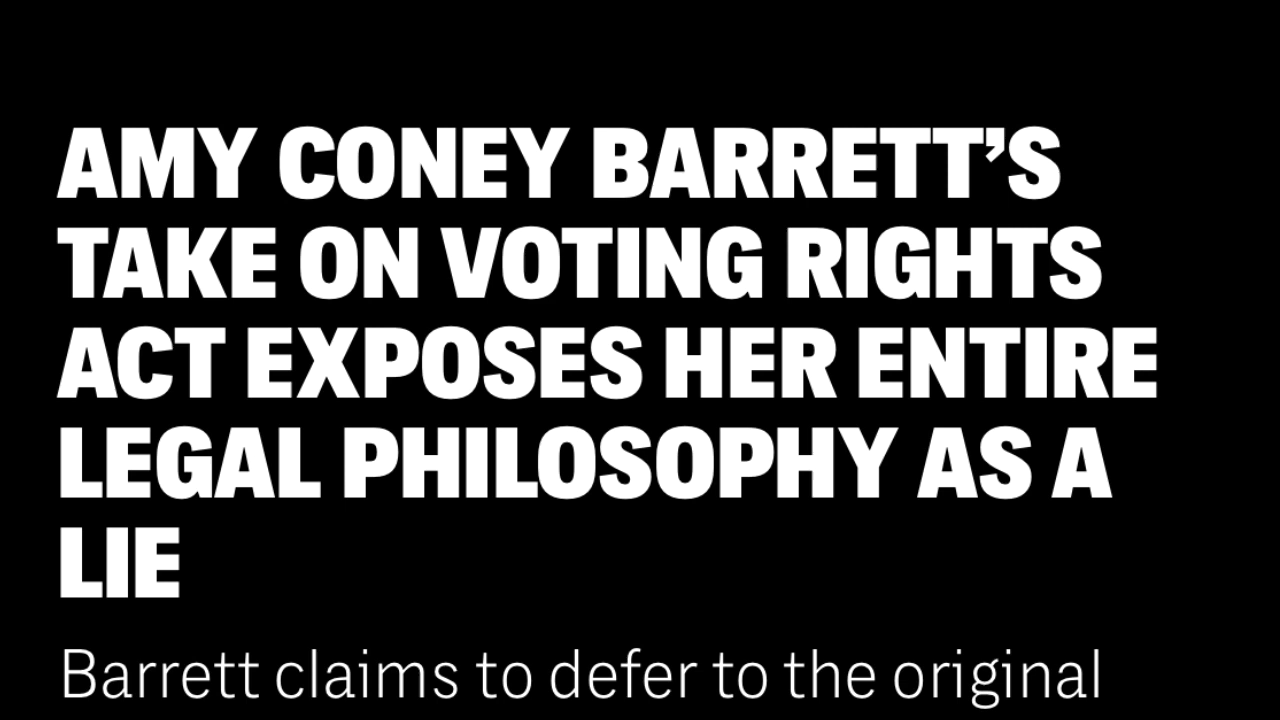 AMY CONEY BARRETT’S
TAKE ON VOTING RIGHTS
ACT EXPOSES HER ENTIRE
LEGAL PHILOSOPHY AS A
LIE
Barrett claims to defer to the original